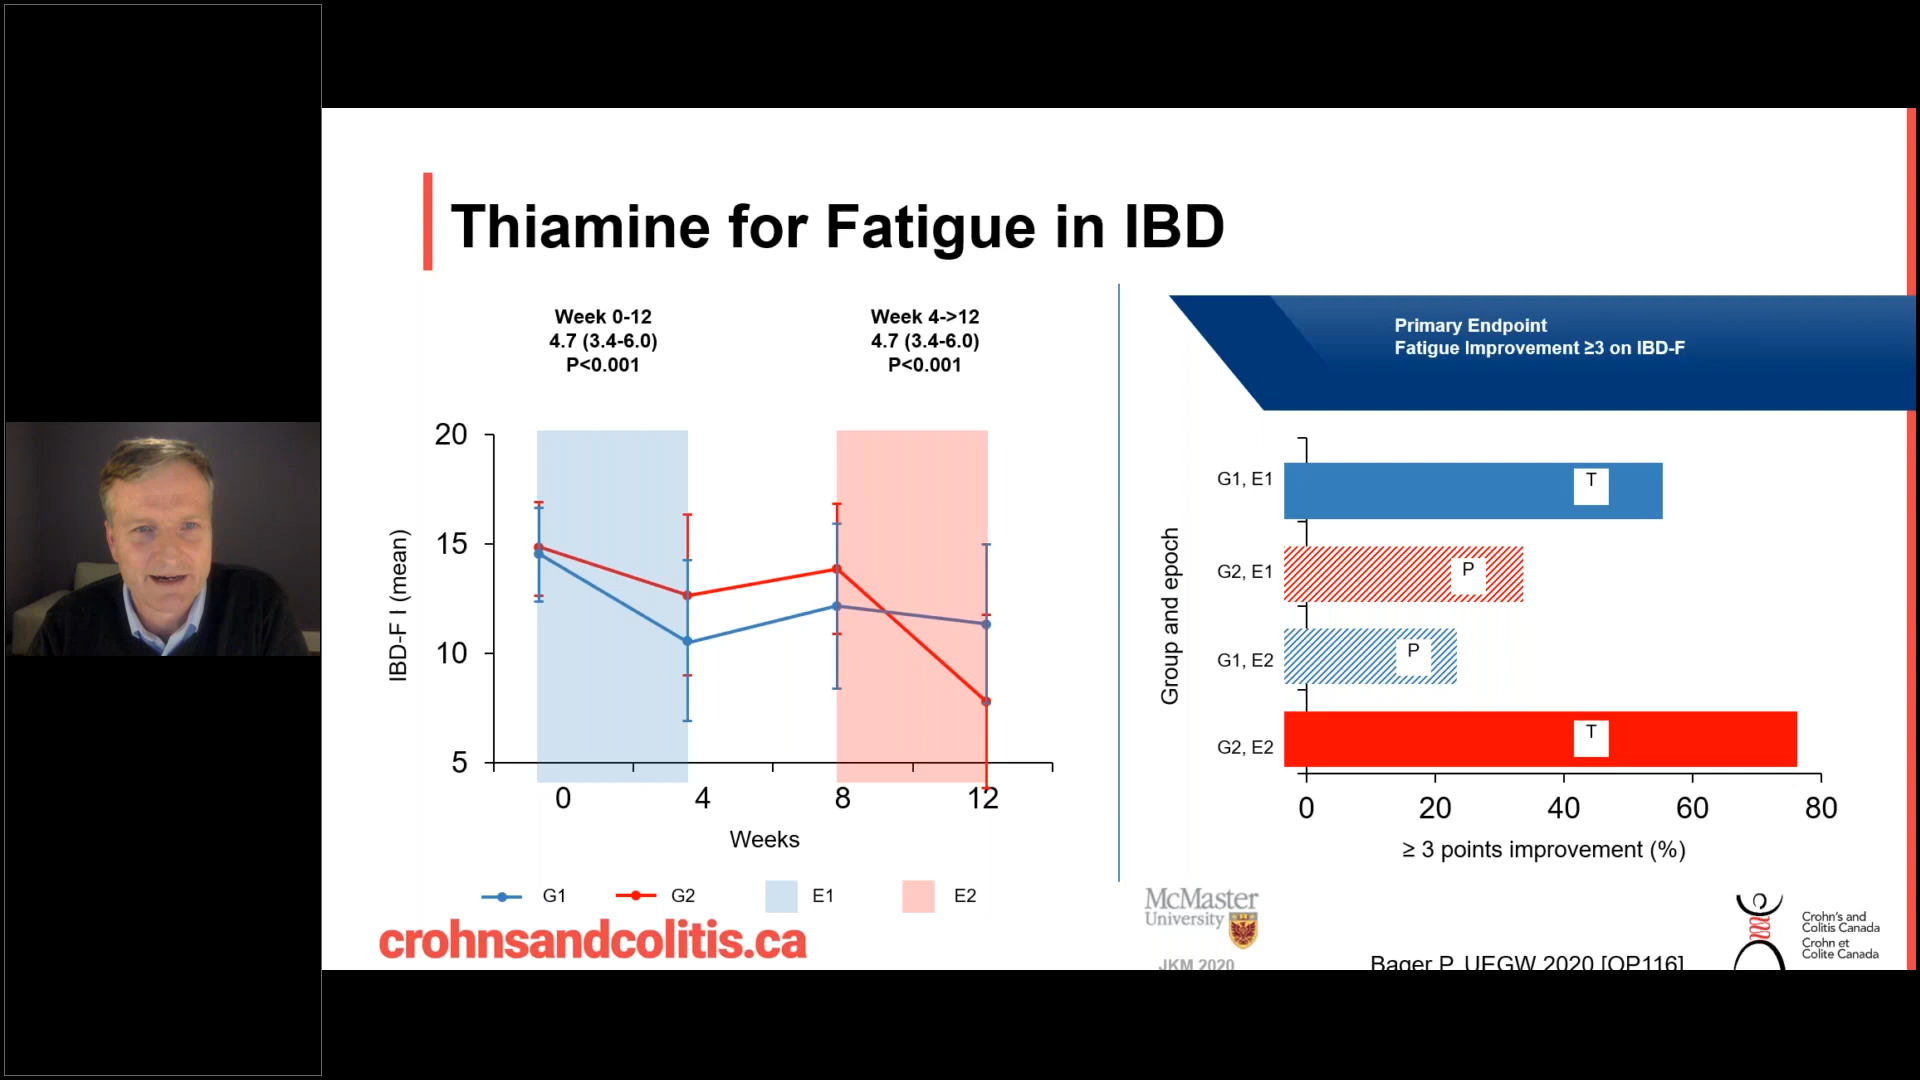 Thiamine for Fatigue in IBD
Week 0-12
4.7 (3.4-6.0)
P<0.001
Week 4->12
4.7 (3.4-6.0)
P<0.001
20
15
10
5
IBD-F I (mean)
0 4 8 12
Weeks
G1 G2 E1 E2
Primary Endpoint
Fatigue Improvement ≥3 on IBD-F
Group and epoch
G1, E1
T
G2, E1
P
G1, E2
P
G2, E2
T
0 20 40 60 80
≥ 3 points improvement (%)
crohnsandcolitis.ca
McMaster
University
JKM 2020
Bager P, UEGW 2020 [OP116]
Crohn's and
Colitis Canada
Crohn et
Colite Canada